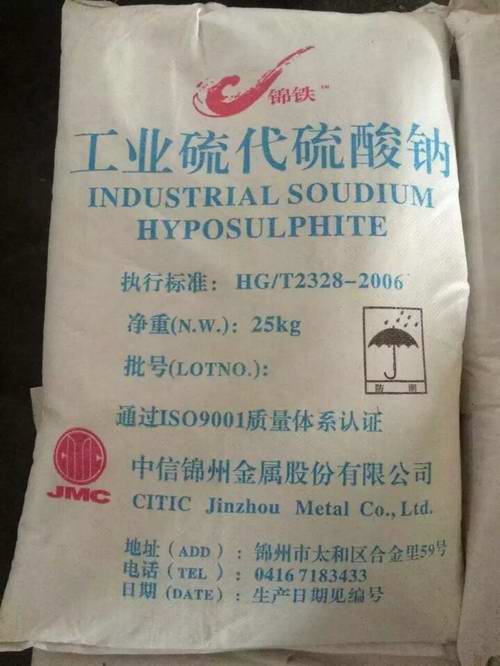 锦铁™
工业硫代硫酸钠
INDUSTRIAL SOUDIUM
HYPOSULPHITE
执行标准：HG/T2328-2006
净重(N.W.)：25kg
批号(LOTNO.)：
防雨
通过ISO9001质量体系认证
JMC
中信锦州金属股份有限公司
CITIC Jinzhou Metal Co., Ltd.
地址（ADD）：锦州市太和区合金里59号
电话（TEL）：0416 7183433
日期（DATE）：生产日期见编号